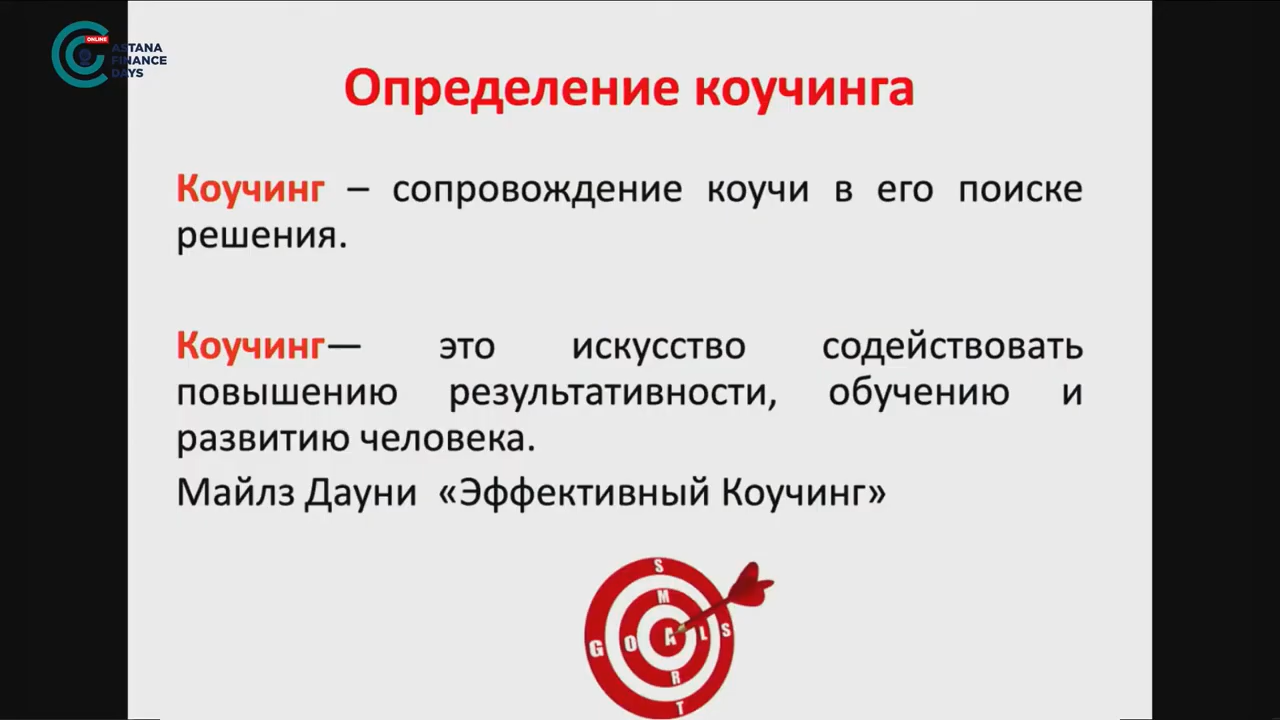 ONLINE
ASTANA
FINANCE
DAYS
Определение коучинга
Коучинг – сопровождение коучи в его поиске
решения.
Коучинг— это искусство содействовать
повышению результативности, обучению и
развитию человека.
Майлз Дауни «Эффективный Коучинг»
S
M
G O A L S
R
T